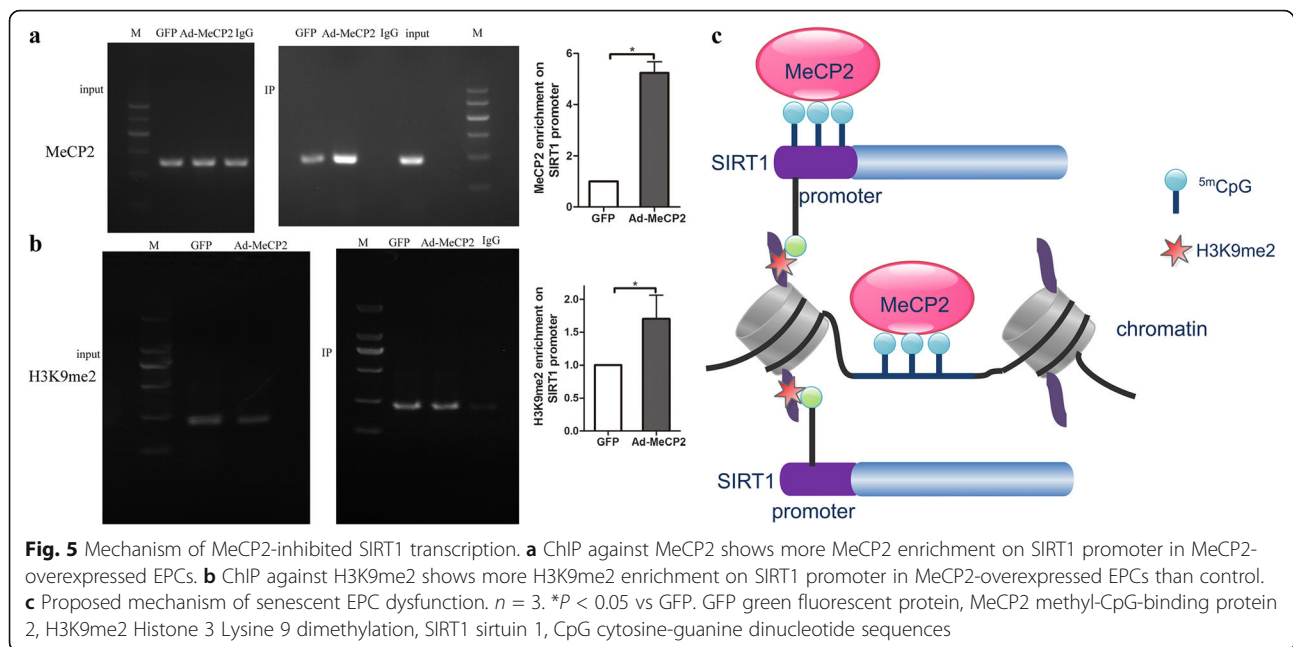 a
M GFP Ad-MeCP2 IgG
input
MeCP2
GFP Ad-MeCP2 IgG input M
IP
MeCP2 enrichment on
SIRT1 promoter
6
4
2
0
*
GFP Ad-MeCP2
b
M GFP Ad-MeCP2
input
H3K9me2
M GFP Ad-MeCP2 IgG
IP
H3K9me2 enrichment on
SIRT1 promoter
2.0
1.5
1.0
0.5
0.0
*
GFP Ad-MeCP2
c
MeCP2
SIRT1
promoter
5mCpG
H3K9me2
MeCP2
chromatin
SIRT1
promoter
Fig. 5 Mechanism of MeCP2-inhibited SIRT1 transcription. a ChIP against MeCP2 shows more MeCP2 enrichment on SIRT1 promoter in MeCP2-
overexpressed EPCs. b ChIP against H3K9me2 shows more H3K9me2 enrichment on SIRT1 promoter in MeCP2-overexpressed EPCs than control.
c Proposed mechanism of senescent EPC dysfunction. n = 3. *P < 0.05 vs GFP. GFP green fluorescent protein, MeCP2 methyl-CpG-binding protein
2, H3K9me2 Histone 3 Lysine 9 dimethylation, SIRT1 sirtuin 1, CpG cytosine-guanine dinucleotide sequences